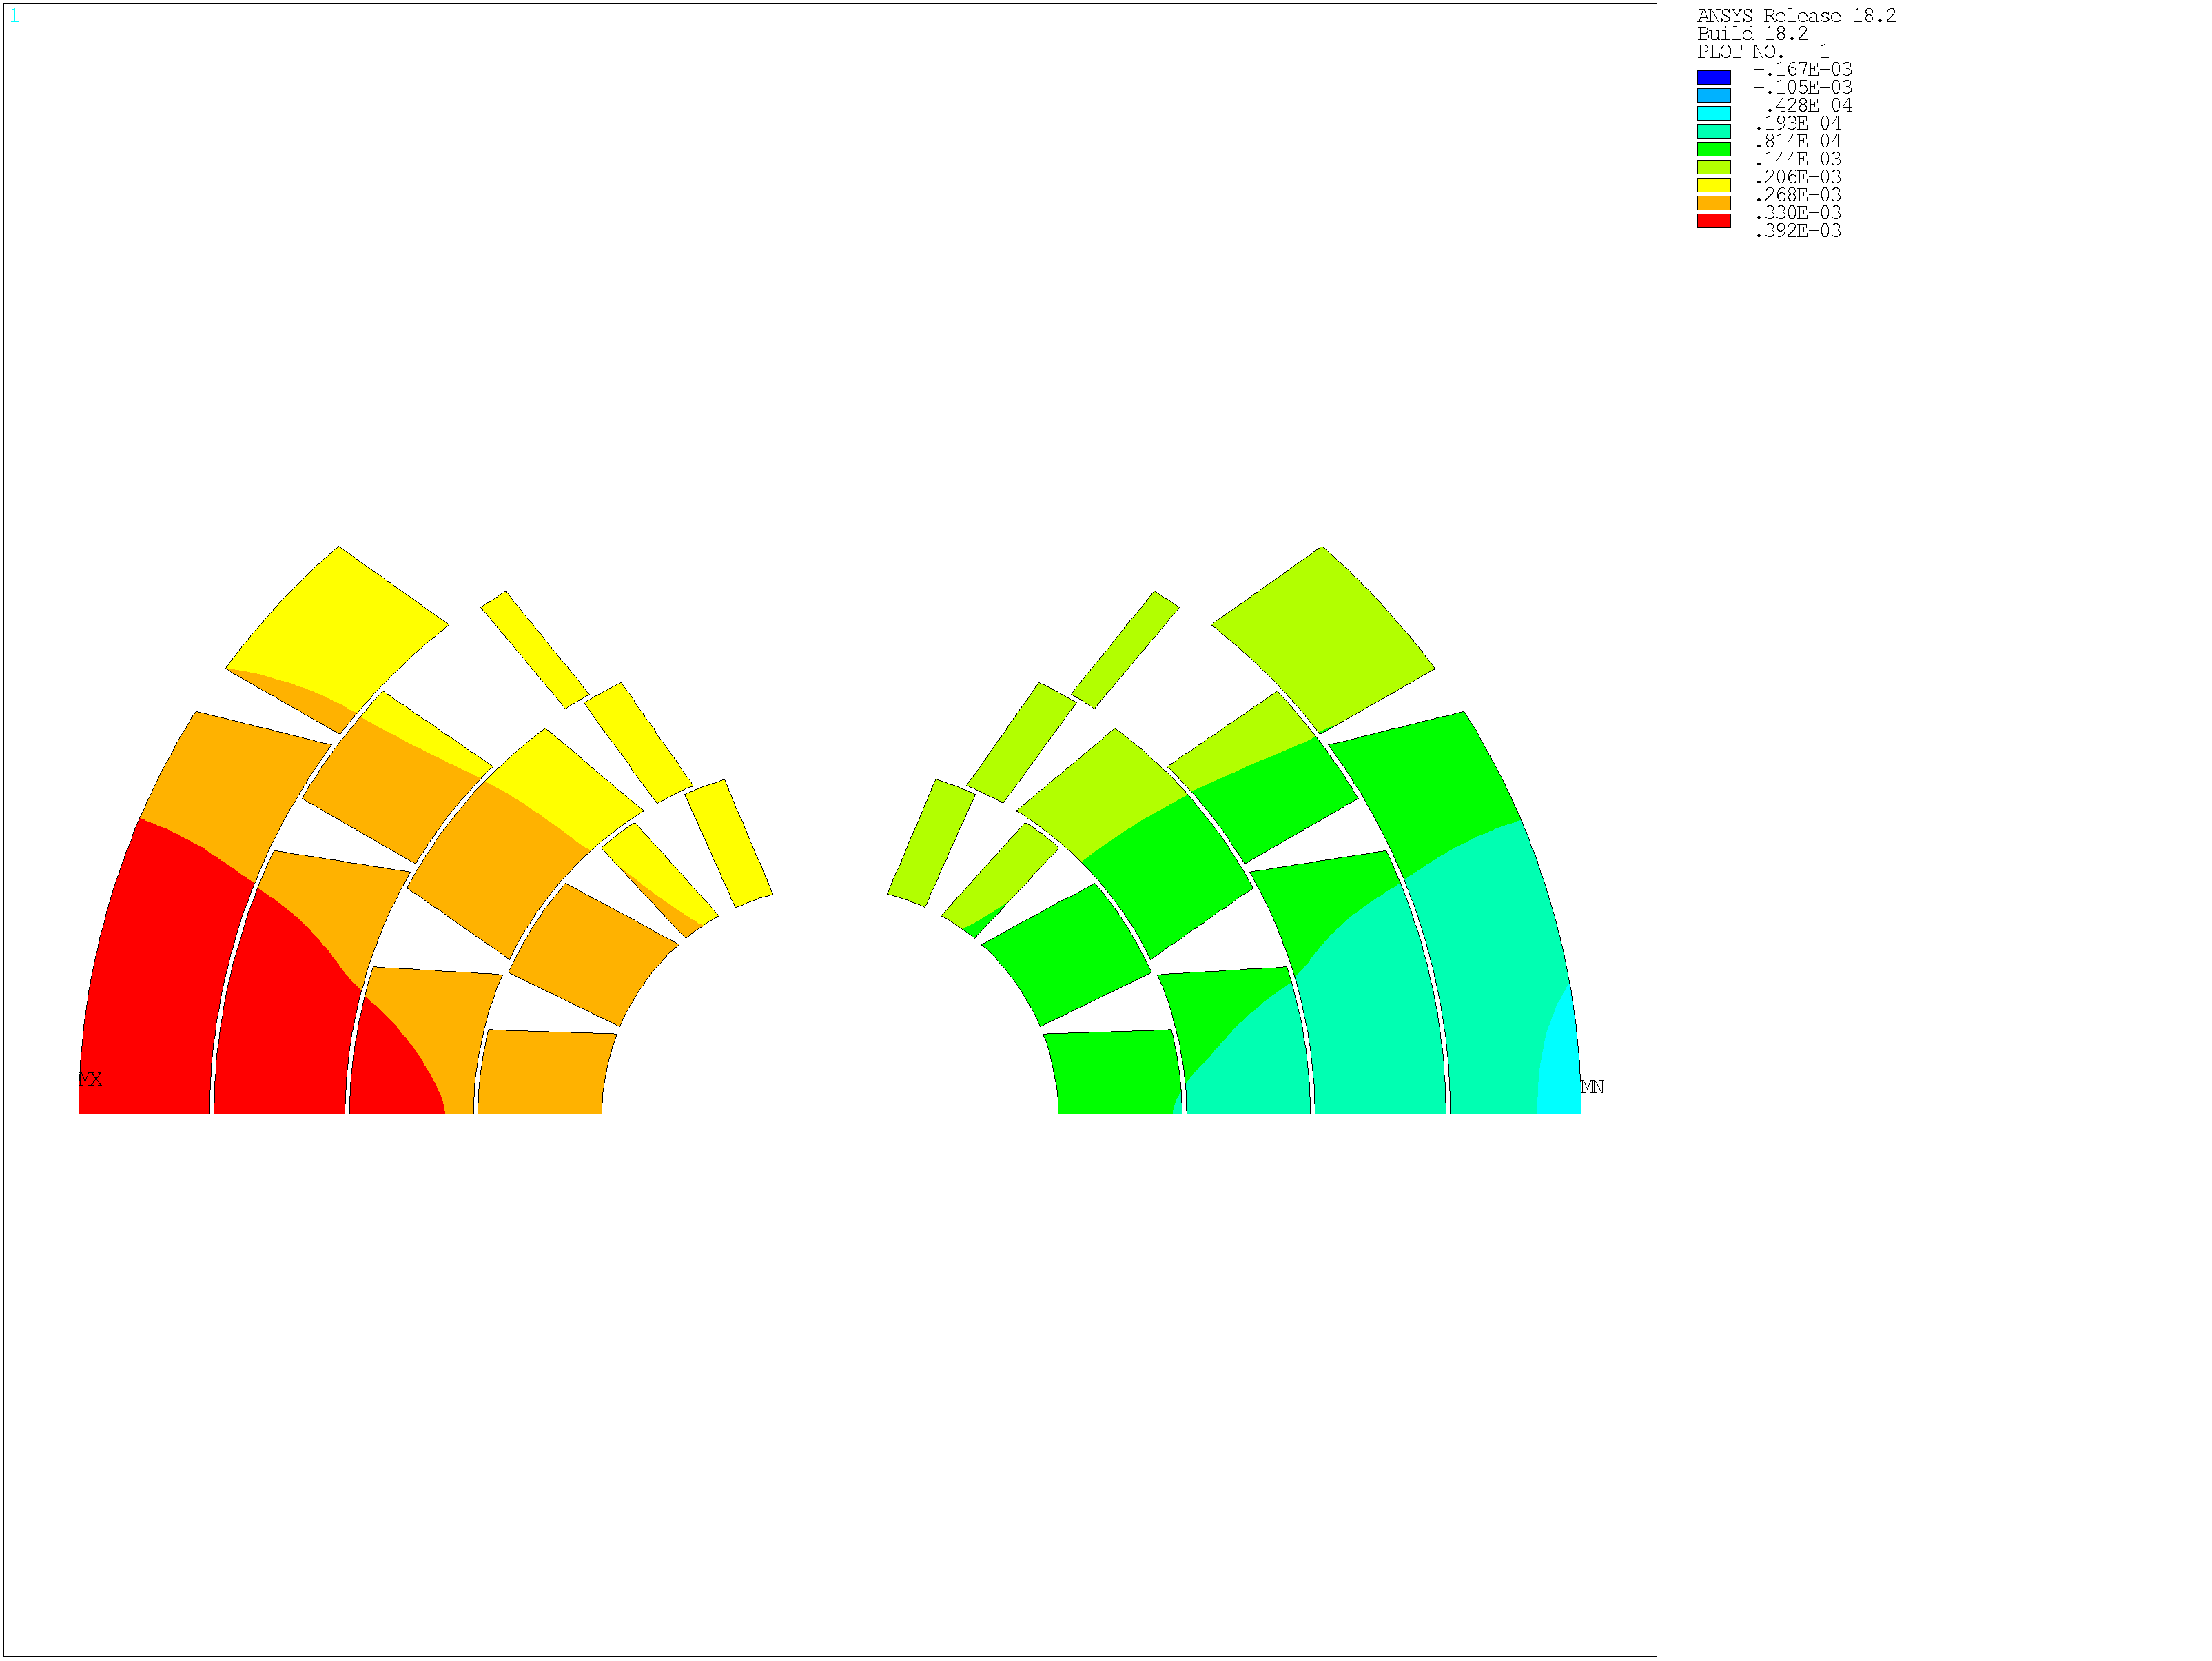 1
ANSYS Release 18.2
Build 18.2
PLOT NO. 1
-.167E-03
-.105E-03
-.428E-04
.193E-04
.814E-04
.144E-03
.206E-03
.268E-03
.330E-03
.392E-03
MX
MN